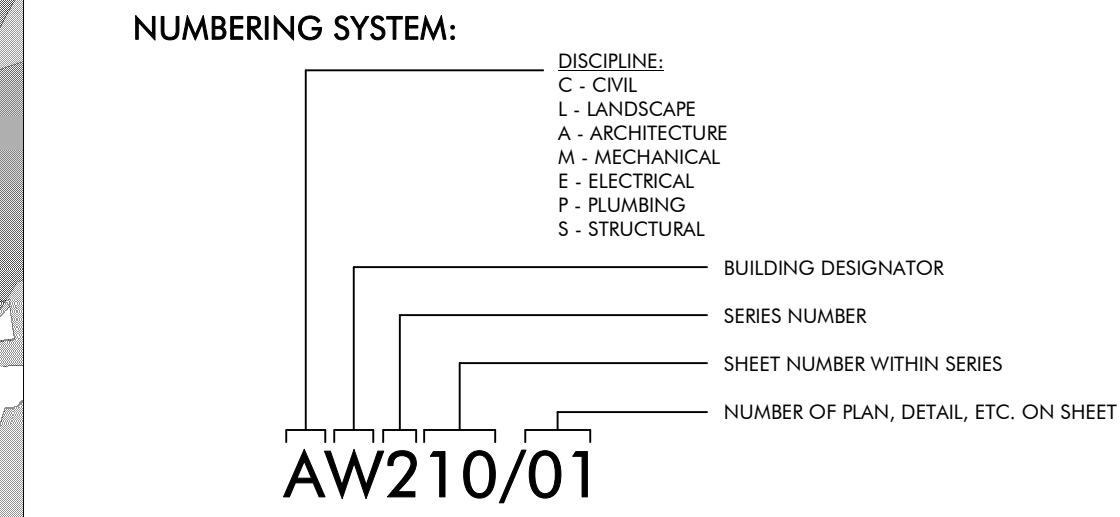 NUMBERING SYSTEM:
DISCIPLINE:
C - CIVIL
L - LANDSCAPE
A - ARCHITECTURE
M - MECHANICAL
E - ELECTRICAL
P - PLUMBING
S - STRUCTURAL
BUILDING DESIGNATOR
SERIES NUMBER
SHEET NUMBER WITHIN SERIES
NUMBER OF PLAN, DETAIL, ETC. ON SHEET
AW210/01